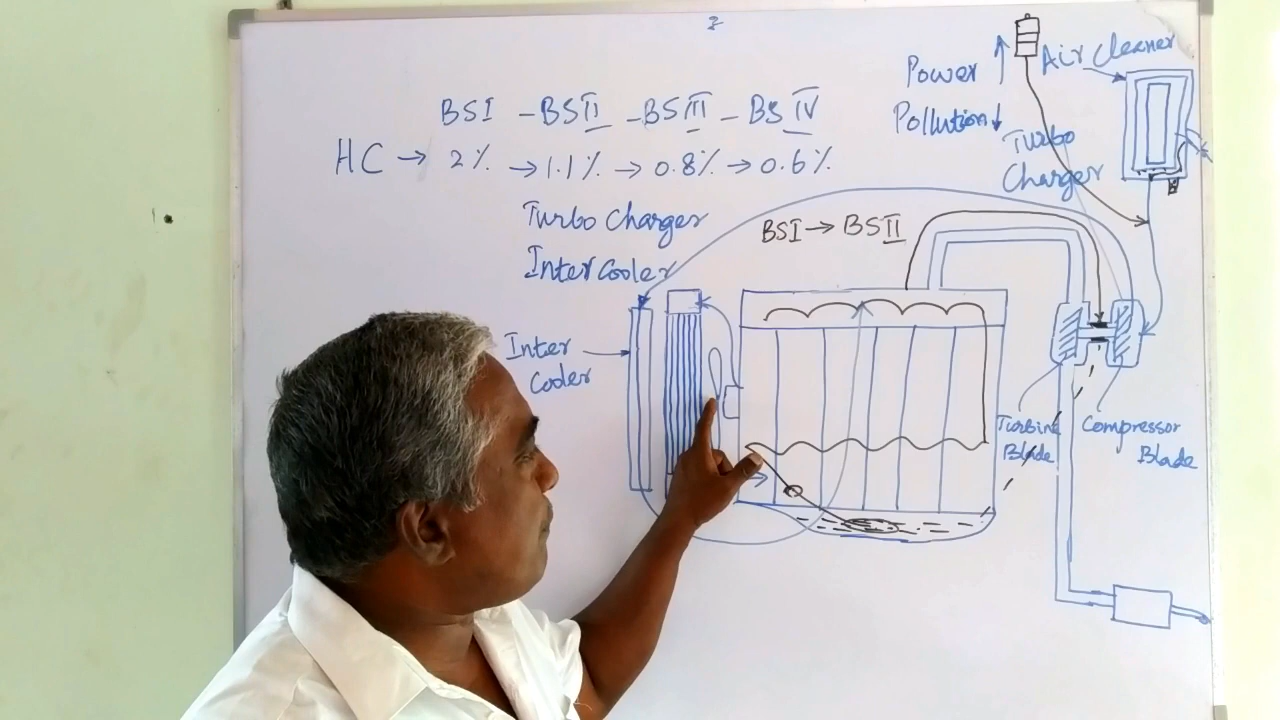 Power ↑
Pollution ↓
Air Cleaner
BSI - BSII - BSIII - BS IV
HC → 2% → 1.1% → 0.8% → 0.6%
Turbo
Charger
Turbo Charger
Inter Cooler
BSI → BSII
Inter
Cooler
Turbine
Blade
Compressor
Blade